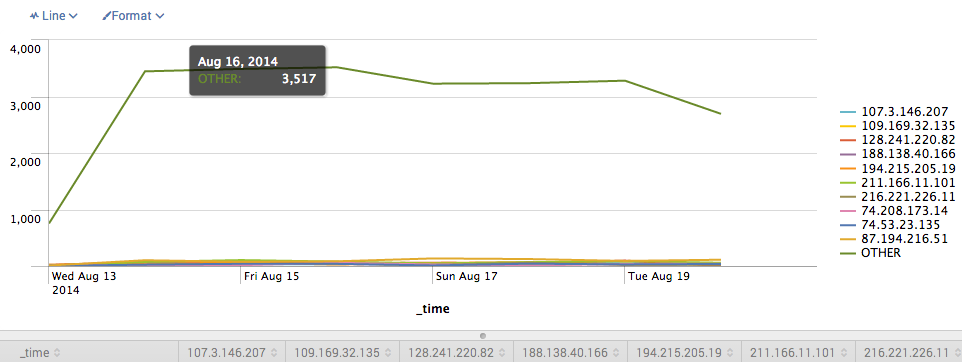 Line Format
4,000
Aug 16, 2014
OTHER: 3,517
3,000
2,000
1,000
107.3.146.207
109.169.32.135
128.241.220.82
188.138.40.166
194.215.205.19
211.166.11.101
216.221.226.11
74.208.173.14
74.53.23.135
87.194.216.51
OTHER
Wed Aug 13 Fri Aug 15 Sun Aug 17 Tue Aug 19
2014
_time
_time 107.3.146.207 109.169.32.135 128.241.220.82 188.138.40.166 194.215.205.19 211.166.11.101 216.221.226.11